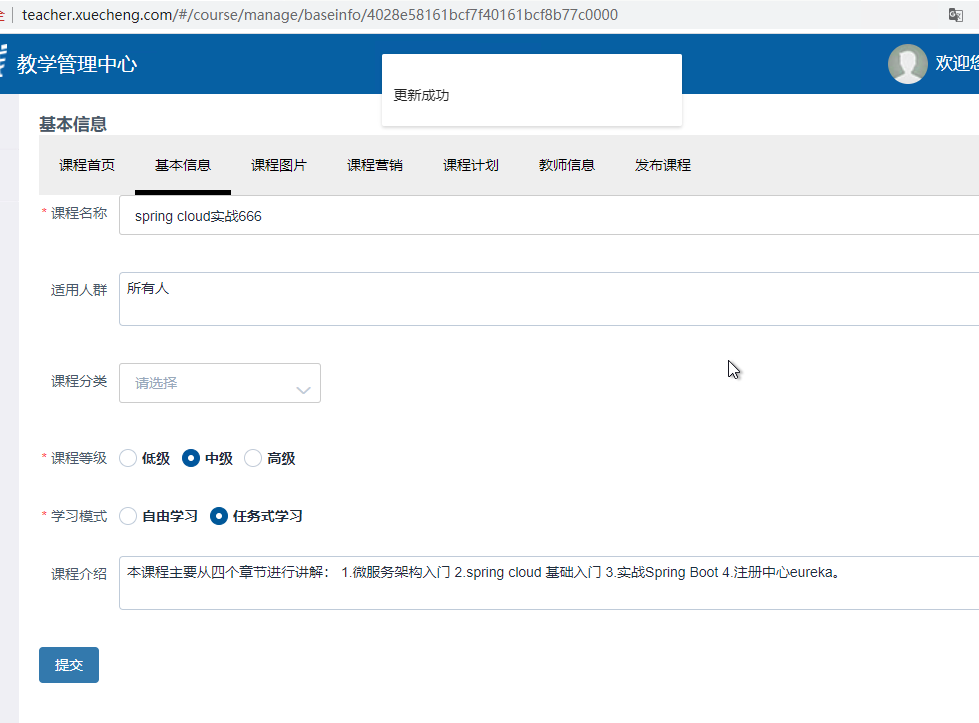 teacher.xuecheng.com/#/course/manage/baseinfo/4028e58161bcf7f40161bcf8b77c0000
教学管理中心
更新成功
欢迎您
基本信息
课程首页 基本信息 课程图片 课程营销 课程计划 教师信息 发布课程
* 课程名称 spring cloud实战666
适用人群 所有人
课程分类 请选择
* 课程等级 低级 中级 高级
* 学习模式 自由学习 任务式学习
课程介绍 本课程主要从四个章节进行讲解： 1.微服务架构入门 2.spring cloud 基础入门 3.实战Spring Boot 4.注册中心eureka。
提交